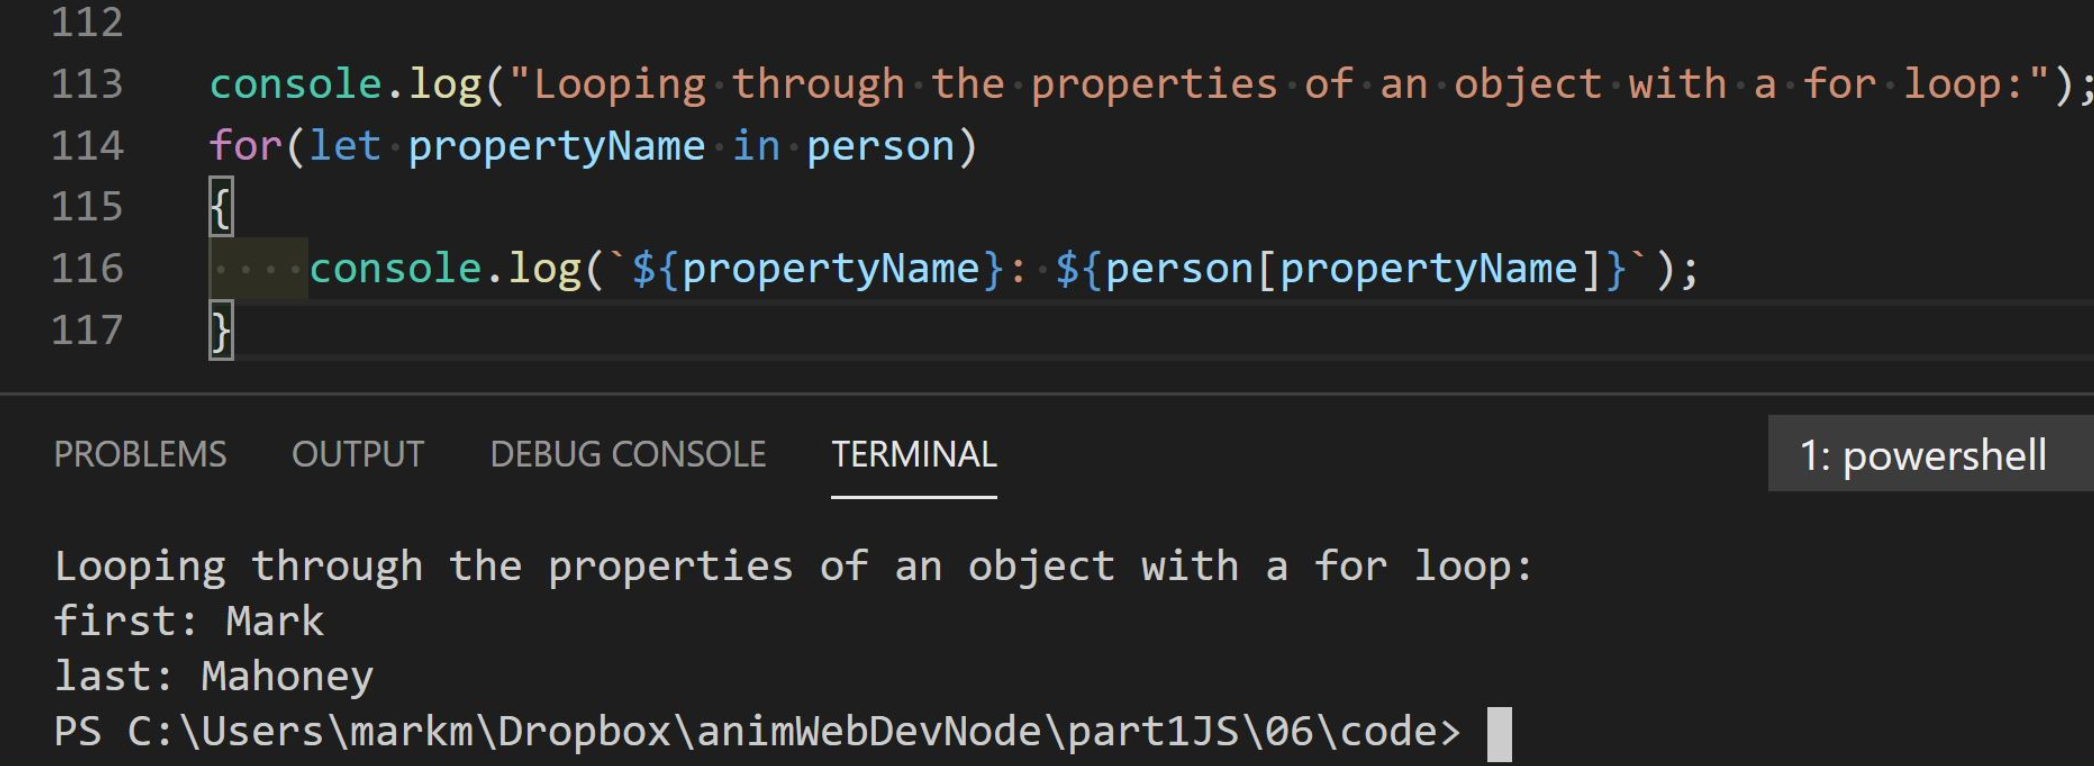 112
113 console.log("Looping through the properties of an object with a for loop:");
114 for(let propertyName in person)
115 {
116     console.log(`${propertyName}: ${person[propertyName]}`);
117 }
PROBLEMS OUTPUT DEBUG CONSOLE TERMINAL 1: powershell
Looping through the properties of an object with a for loop:
first: Mark
last: Mahoney
PS C:\Users\markm\Dropbox\animWebDevNode\part1JS\06\code>